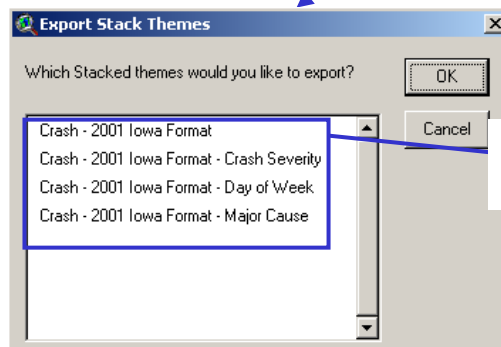 Export Stack Themes
Which Stacked themes would you like to export?
OK
Cancel
Crash - 2001 Iowa Format
Crash - 2001 Iowa Format - Crash Severity
Crash - 2001 Iowa Format - Day of Week
Crash - 2001 Iowa Format - Major Cause